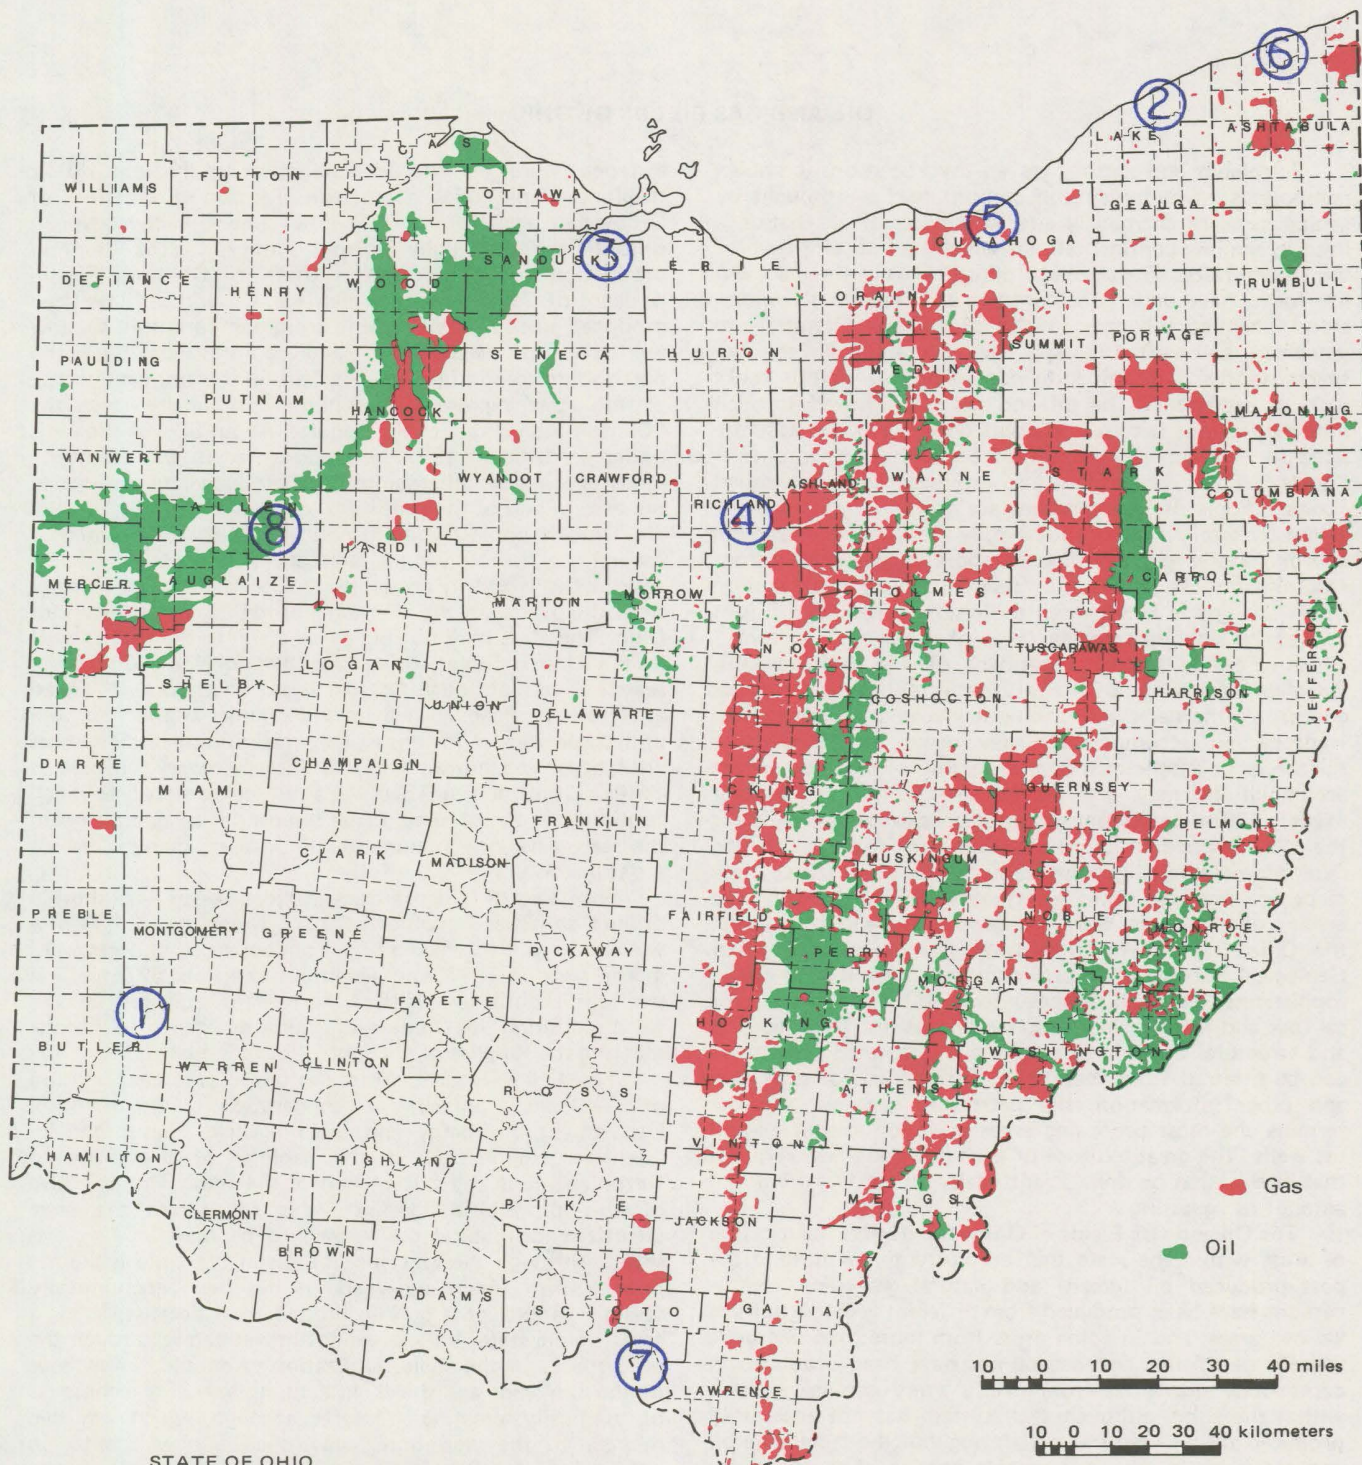 OIL AND GAS FIELDS OF OHIO
⑥
②
LAKE
ASHTABULA
LUCAS
WILLIAMS
FULTON
OTTAWA
GEAUGA
⑤
CUYAHOGA
③
SANDUSKY
ERIE
DEFIANCE
HENRY
WOOD
LORAIN
TRUMBULL
PAULDING
SENECA
HURON
MEDINA
SUMMIT
PORTAGE
PUTNAM
HANCOCK
MAHONING
VAN WERT
WYANDOT
CRAWFORD
RICHLAND
ASHLAND
WAYNE
STARK
COLUMBIANA
ALLEN
⑧
④
HARDIN
MERCER
AUGLAIZE
MARION
MORROW
HOLMES
CARROLL
JEFFERSON
LOGAN
KNOX
TUSCARAWAS
SHELBY
UNION
DELAWARE
COSHOCTON
HARRISON
DARKE
MIAMI
CHAMPAIGN
LICKING
GUERNSEY
FRANKLIN
BELMONT
CLARK
MADISON
MUSKINGUM
PREBLE
MONTGOMERY
GREENE
FAIRFIELD
NOBLE
MONROE
PICKAWAY
PERRY
MORGAN
①
FAYETTE
HOCKING
BUTLER
WARREN
CLINTON
WASHINGTON
ROSS
ATHENS
HAMILTON
HIGHLAND
VINTON
CLERMONT
PIKE
JACKSON
MEIGS
Gas
BROWN
Oil
ADAMS
SCIOTO
GALLIA
⑦
LAWRENCE
10 0 10 20 30 40 miles
10 0 10 20 30 40 kilometers
STATE OF OHIO